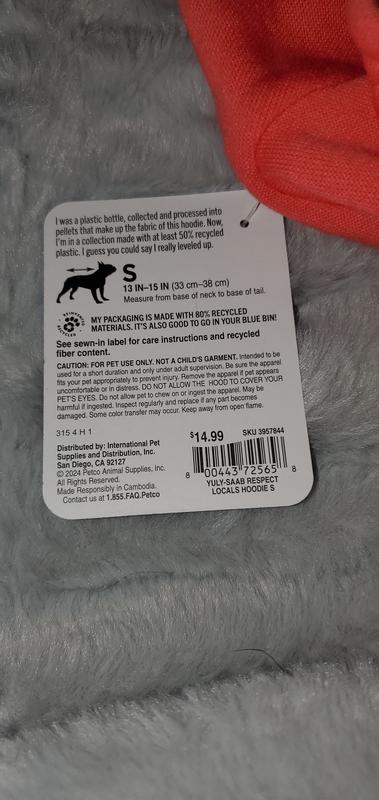 I was a plastic bottle, collected and processed into
pellets that make up the fabric of this hoodie. Now,
I'm in a collection made with at least 50% recycled
plastic. I guess you could say I really leveled up.
S
13 IN–15 IN (33 cm–38 cm)
Measure from base of neck to base of tail.
MY PACKAGING IS MADE WITH 80% RECYCLED
MATERIALS. IT'S ALSO GOOD TO GO IN YOUR BLUE BIN!
See sewn-in label for care instructions and recycled
fiber content.
CAUTION: FOR PET USE ONLY. NOT A CHILD'S GARMENT. Intended to be
used for a short duration and only under adult supervision. Be sure the apparel
fits your pet appropriately to prevent injury. Remove the apparel if pet appears
uncomfortable or in distress. DO NOT ALLOW THE HOOD TO COVER YOUR
PET'S EYES. Do not allow pet to chew on or ingest the apparel. May be
harmful if ingested. Inspect regularly and replace if any part becomes
damaged. Some color transfer may occur. Keep away from open flame.
315 4 H 1
Distributed by: International Pet
Supplies and Distribution, Inc.
San Diego, CA 92127
© 2024 Petco Animal Supplies, Inc.
All Rights Reserved.
Made Responsibly in Cambodia.
Contact us at 1.855.FAQ.Petco
$14.99 SKU 3957844
8 00443 72565 8
YULY-SAAB RESPECT
LOCALS HOODIE S